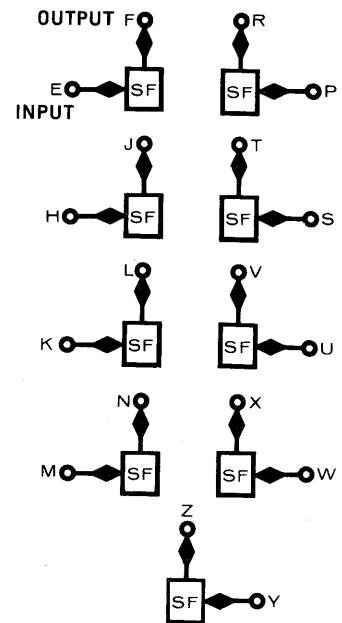 OUTPUT F R
E SF SF P
INPUT
J T
H SF SF S
L V
K SF SF U
N X
M SF SF W
Z
SF Y